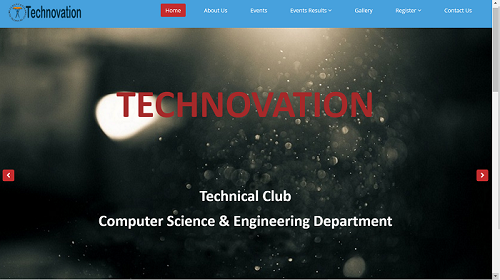 Technovation
Home About Us Events Events Results Gallery Register Contact Us
TECHNOVATION
Technical Club
Computer Science & Engineering Department